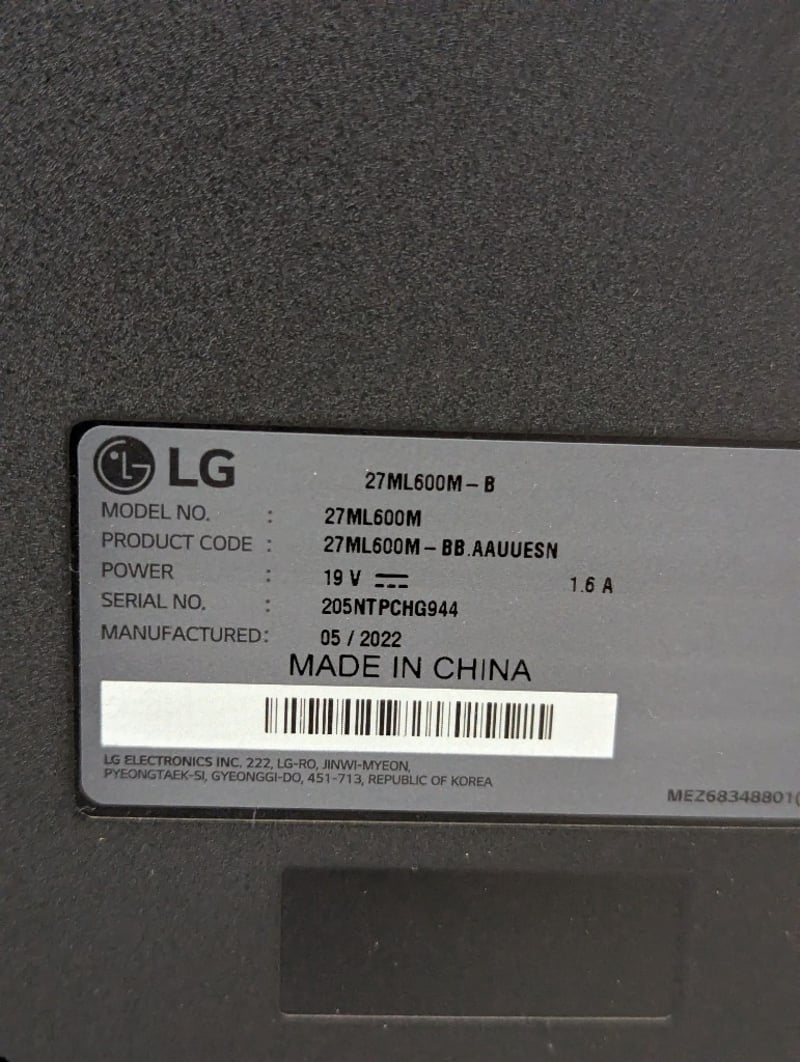 LG 27ML600M-B
MODEL NO. : 27ML600M
PRODUCT CODE : 27ML600M-BB.AAUUESN
POWER : 19 V 1.6 A
SERIAL NO. : 205NTPCHG944
MANUFACTURED: 05 / 2022
MADE IN CHINA
LG ELECTRONICS INC. 222, LG-RO, JINWI-MYEON,
PYEONGTAEK-SI, GYEONGGI-DO, 451-713, REPUBLIC OF KOREA
MEZ68348801(